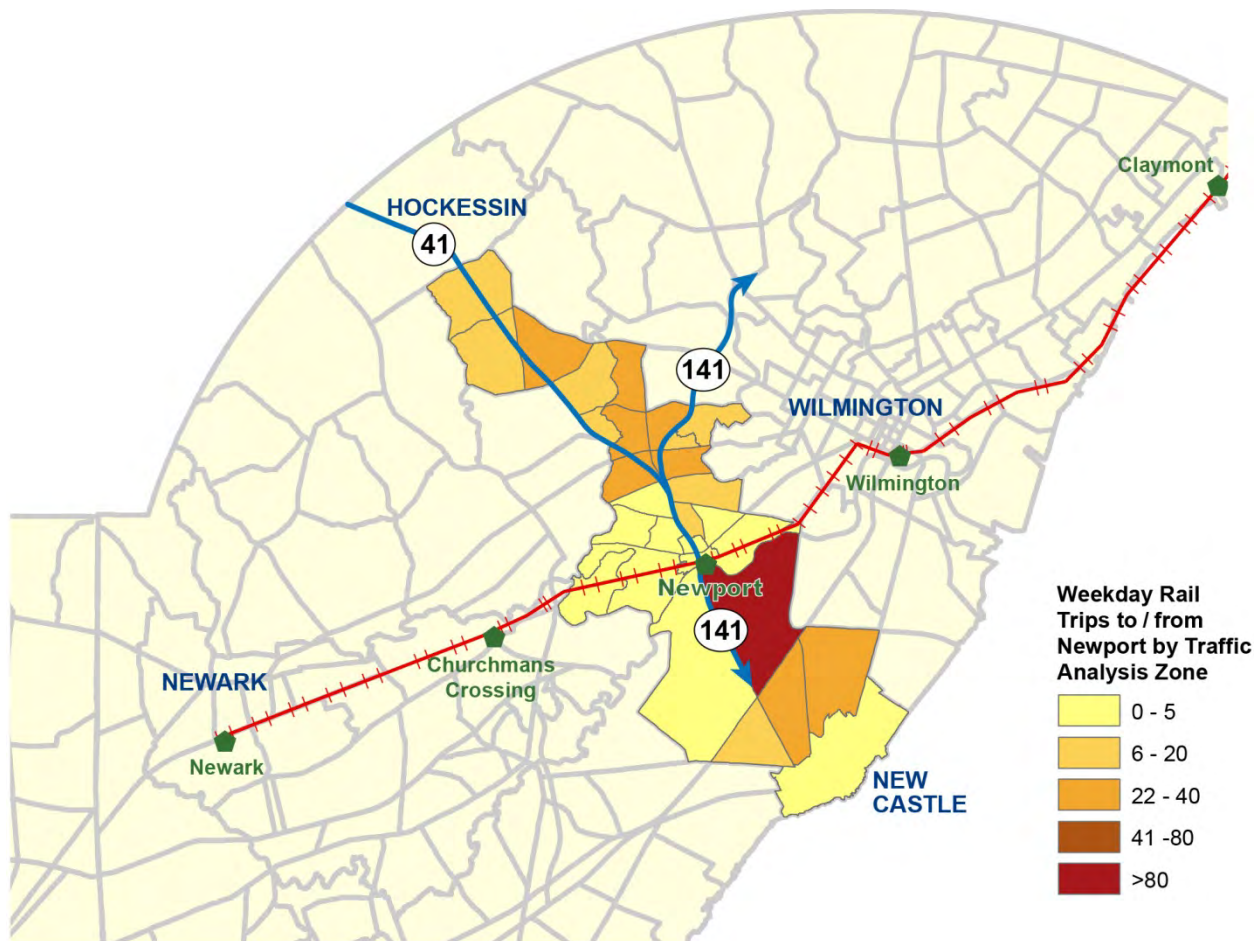 Claymont
HOCKESSIN
41
141
WILMINGTON
Wilmington
Newport
141
Churchmans
Crossing
NEWARK
Newark
NEW
CASTLE
Weekday Rail
Trips to / from
Newport by Traffic
Analysis Zone
0 - 5
6 - 20
22 - 40
41 -80
>80